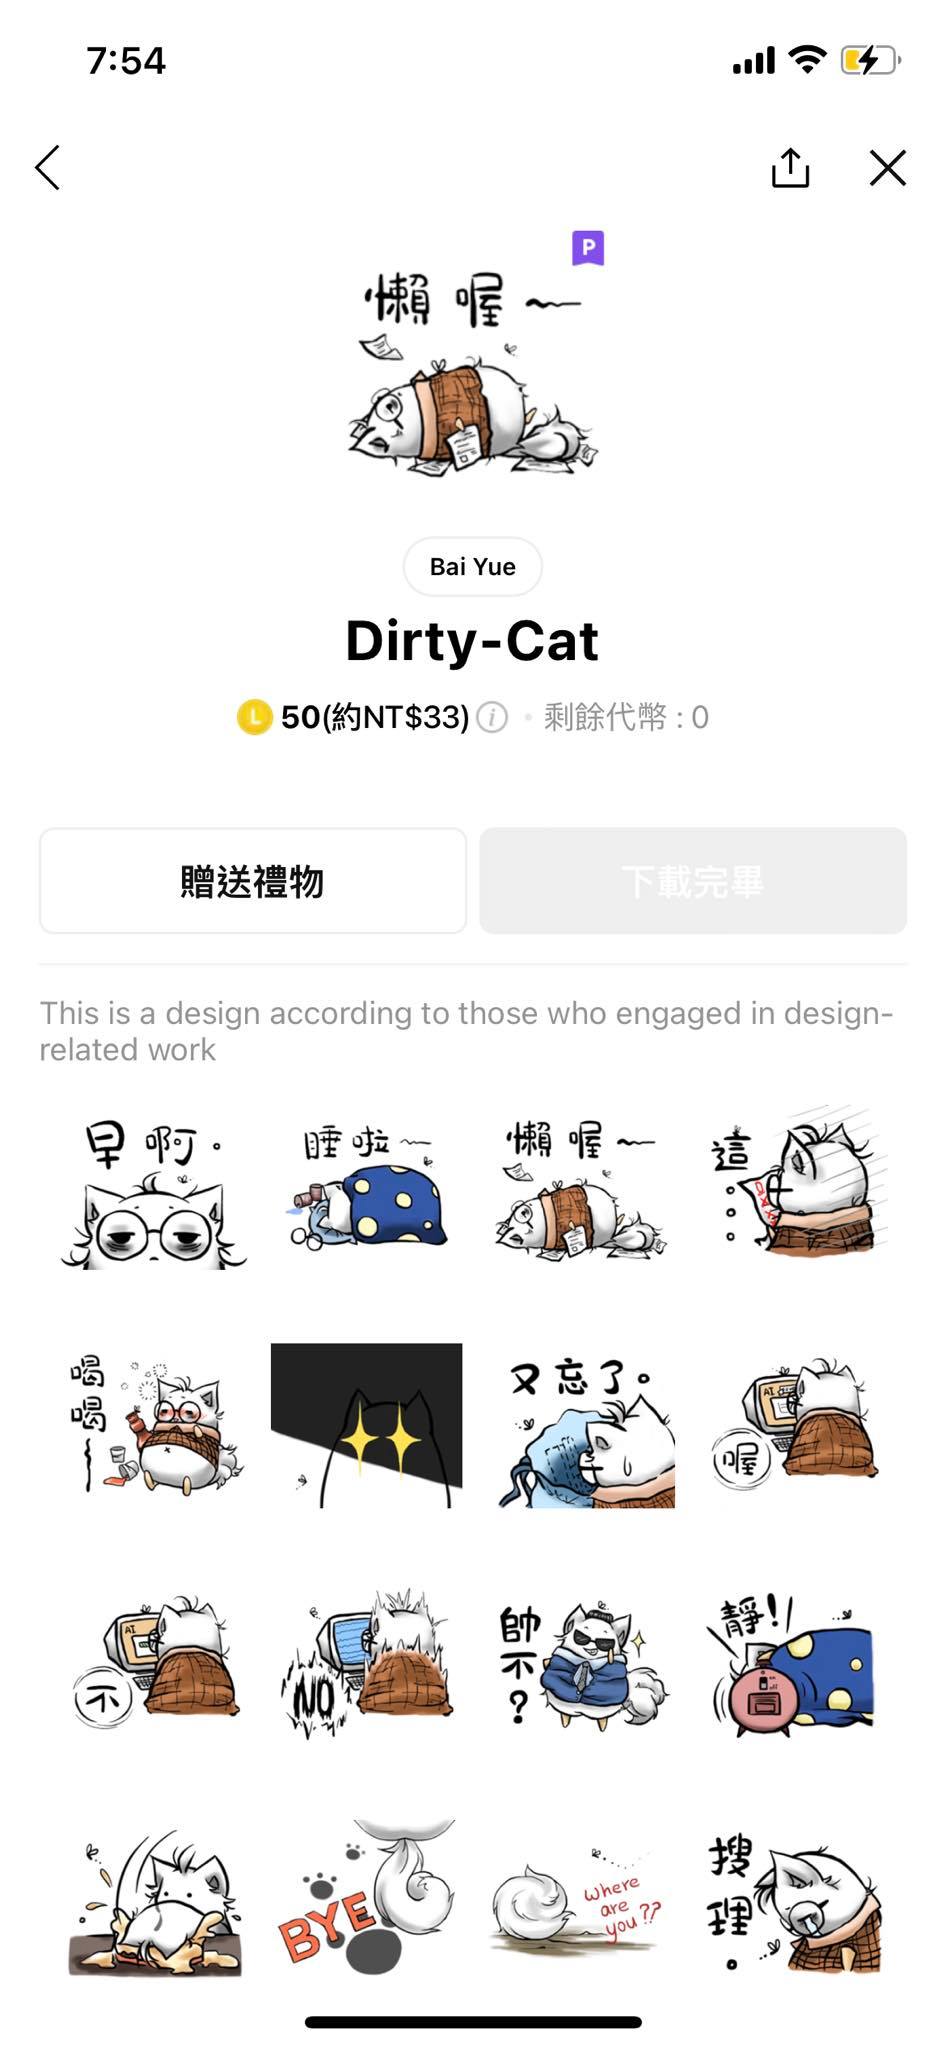 7:54
P
懶喔~
Bai Yue
Dirty-Cat
L 50(約NT$33) i • 剩餘代幣 : 0
贈送禮物
下載完畢
This is a design according to those who engaged in design-
related work
早啊。
睡啦~
懶喔~
這...
喝喝~
又忘了。
AI
喔
AI
不
NO
帥不?
靜!!
BYE
where
are
you??
搜哩。